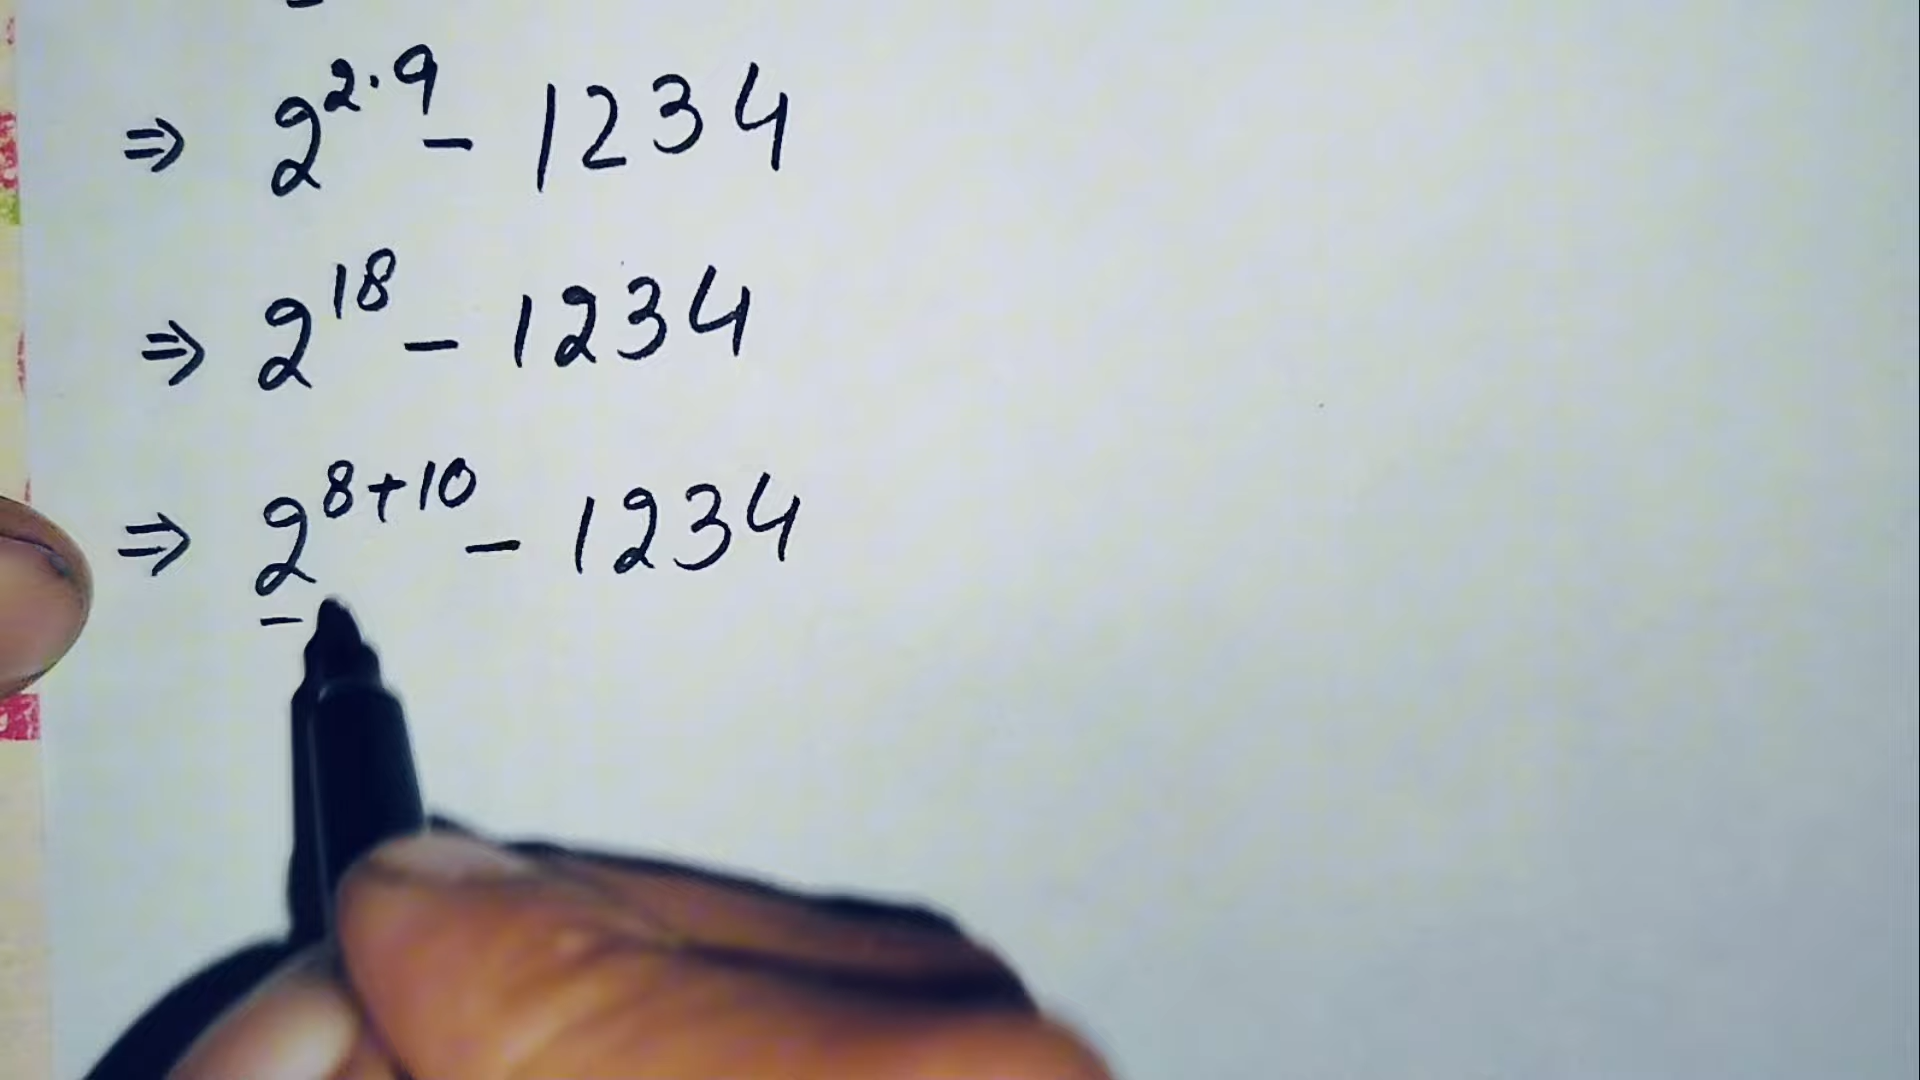 ⇒ 2^{2·9} - 1234
⇒ 2^{18} - 1234
⇒ 2^{8+10} - 1234